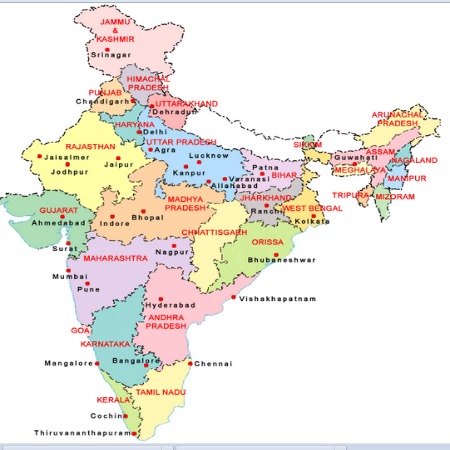 JAMMU
&
KASHMIR
Srinagar
HIMACHAL
PRADESH
PUNJAB
Chandigarh
UTTARAKHAND
Dehradun
HARYANA
Delhi
ARUNACHAL
PRADESH
RAJASTHAN
Jaisalmer
Jodhpur
Jaipur
UTTAR PRADESH
Agra
Lucknow
Kanpur
Varanasi
Allahabad
SIKKIM
ASSAM
Guwahati
NAGALAND
MEGHALAYA
MANIPUR
TRIPURA
MIZORAM
Patna
BIHAR
JHARKHAND
Ranchi
WEST BENGAL
Kolkata
GUJARAT
Ahmedabad
Surat
MADHYA
PRADESH
Bhopal
Indore
CHHATTISGARH
ORISSA
Bhubaneshwar
MAHARASHTRA
Nagpur
Mumbai
Pune
Hyderabad
Vishakhapatnam
ANDHRA
PRADESH
GOA
KARNATAKA
Mangalore
Bangalore
Chennai
KERALA
TAMIL NADU
Cochin
Thiruvananthapuram